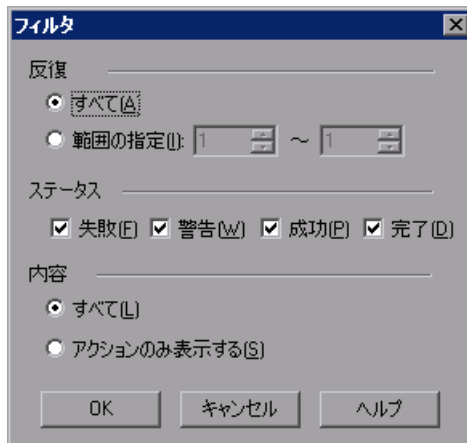 フィルタ
反復
すべて(A)
範囲の指定(I): 1 ～ 1
ステータス
失敗(F) 警告(W) 成功(P) 完了(D)
内容
すべて(L)
アクションのみ表示する(S)
OK キャンセル ヘルプ